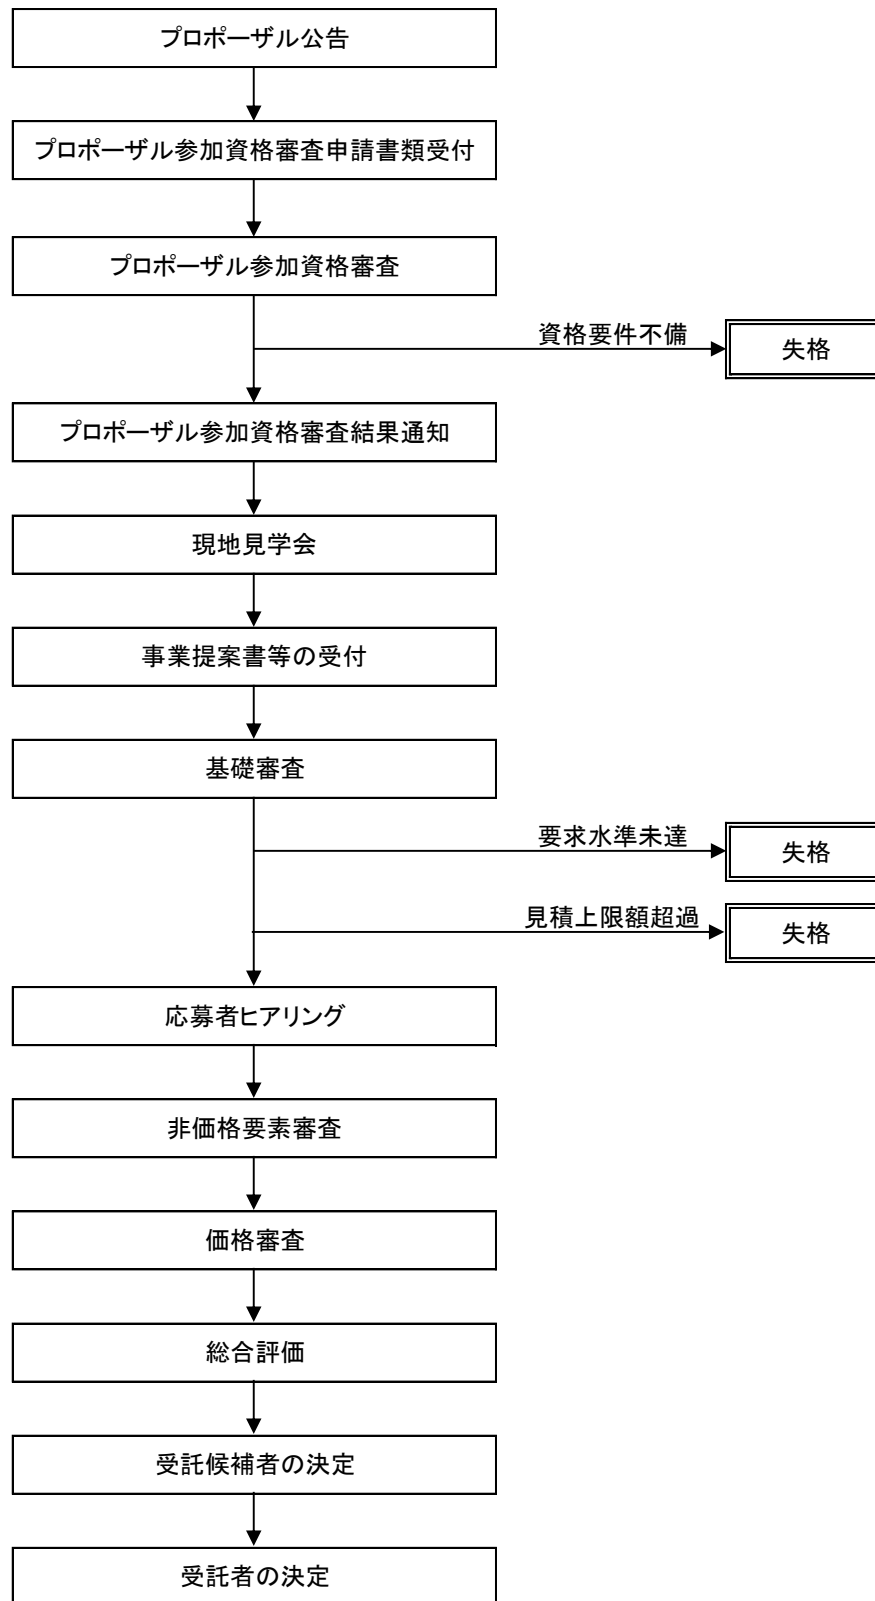 プロポーザル公告
プロポーザル参加資格審査申請書類受付
プロポーザル参加資格審査
資格要件不備
失格
プロポーザル参加資格審査結果通知
現地見学会
事業提案書等の受付
基礎審査
要求水準未達
失格
見積上限額超過
失格
応募者ヒアリング
非価格要素審査
価格審査
総合評価
受託候補者の決定
受託者の決定